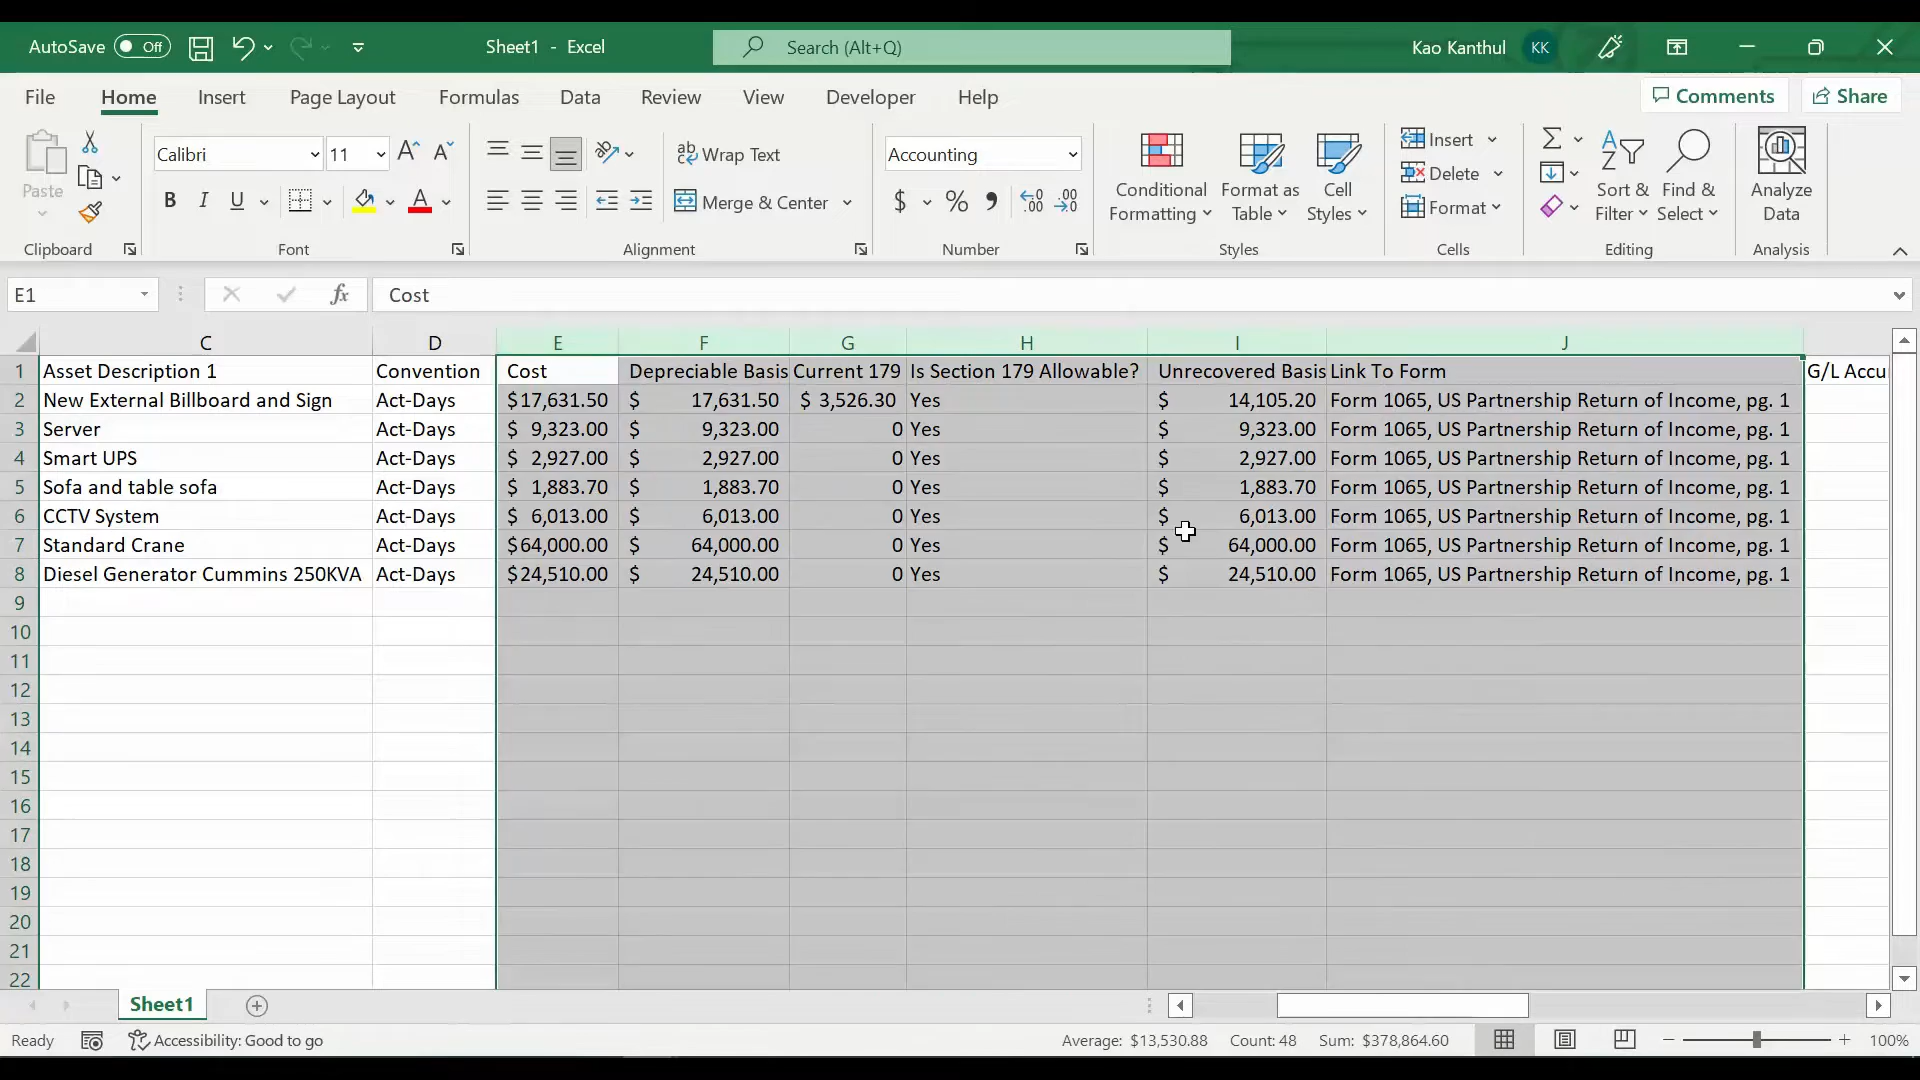 AutoSave Off Sheet1 - Excel Search (Alt+Q) Kao Kanthul KK
File Home Insert Page Layout Formulas Data Review View Developer Help Comments Share
Paste Calibri 11 Wrap Text Accounting Conditional Formatting Format as Table Cell Styles Insert Sort & Filter Find & Select Analyze Data
B I U Merge & Center $ % Delete
Format
Clipboard Font Alignment Number Styles Cells Editing Analysis
E1 fx Cost
C D E F G H I J
1 Asset Description 1 Convention Cost Depreciable Basis Current 179 Is Section 179 Allowable? Unrecovered Basis Link To Form G/L Accu
2 New External Billboard and Sign Act-Days $17,631.50 $ 17,631.50 $ 3,526.30 Yes $ 14,105.20 Form 1065, US Partnership Return of Income, pg. 1
3 Server Act-Days $ 9,323.00 $ 9,323.00 0 Yes $ 9,323.00 Form 1065, US Partnership Return of Income, pg. 1
4 Smart UPS Act-Days $ 2,927.00 $ 2,927.00 0 Yes $ 2,927.00 Form 1065, US Partnership Return of Income, pg. 1
5 Sofa and table sofa Act-Days $ 1,883.70 $ 1,883.70 0 Yes $ 1,883.70 Form 1065, US Partnership Return of Income, pg. 1
6 CCTV System Act-Days $ 6,013.00 $ 6,013.00 0 Yes $ 6,013.00 Form 1065, US Partnership Return of Income, pg. 1
7 Standard Crane Act-Days $64,000.00 $ 64,000.00 0 Yes $ 64,000.00 Form 1065, US Partnership Return of Income, pg. 1
8 Diesel Generator Cummins 250KVA Act-Days $24,510.00 $ 24,510.00 0 Yes $ 24,510.00 Form 1065, US Partnership Return of Income, pg. 1
9
10
11
12
13
14
15
16
17
18
19
20
21
22
Sheet1
Ready Accessibility: Good to go Average: $13,530.88 Count: 48 Sum: $378,864.60 100%